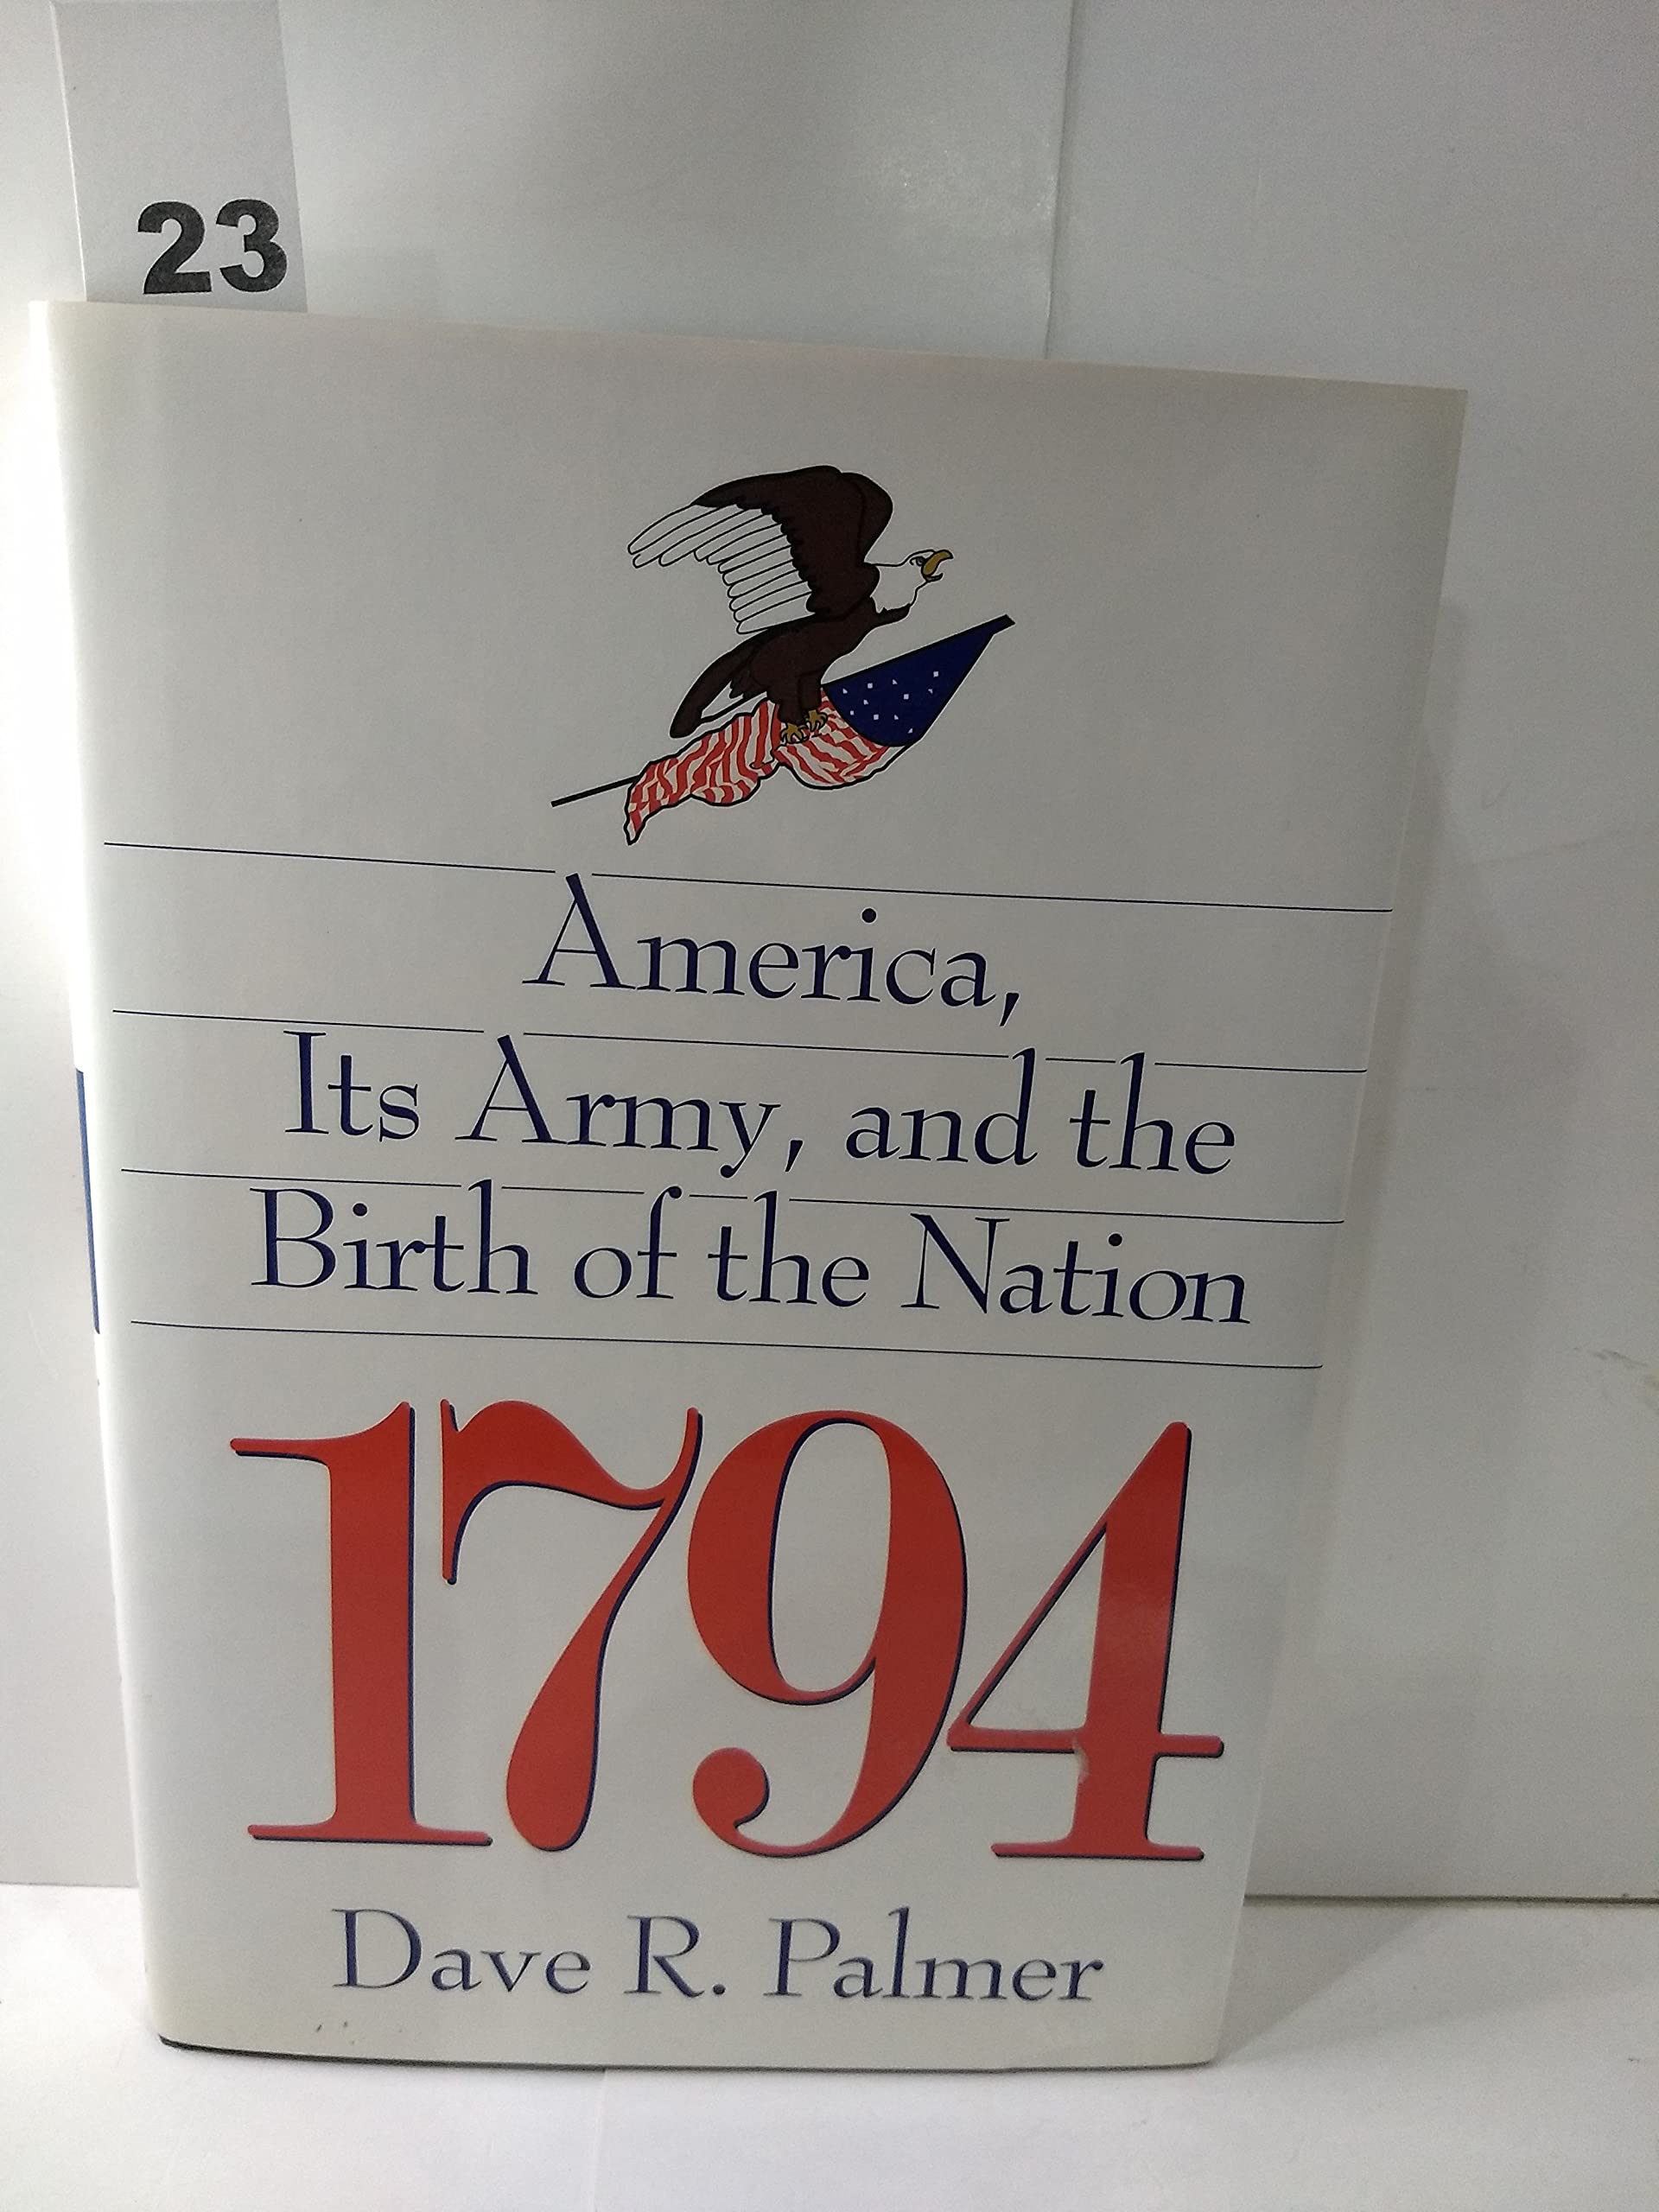 23
America,
Its Army, and the
Birth of the Nation
1794
Dave R. Palmer